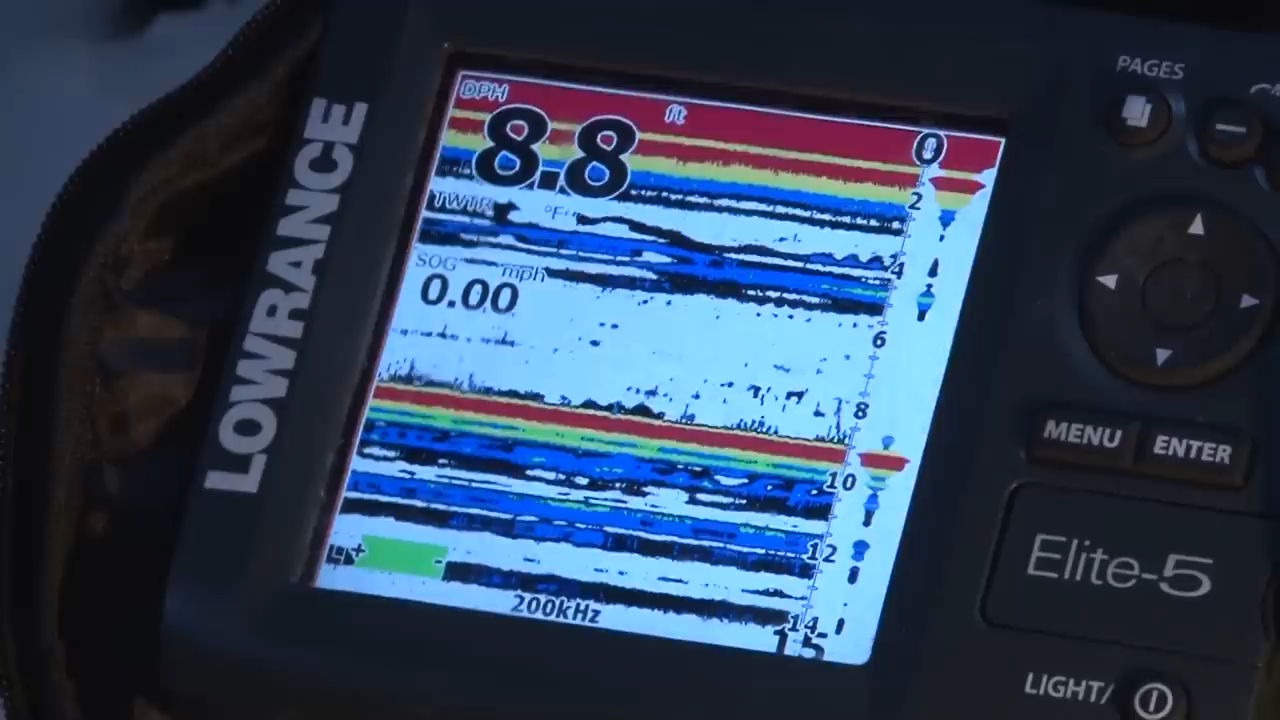 LOWRANCE
DPH
ft
8.8
TWTR
°F
SOG
mph
0.00
0
2
4
6
8
10
12
14
15
200kHz
PAGES
MENU
ENTER
Elite-5
LIGHT/